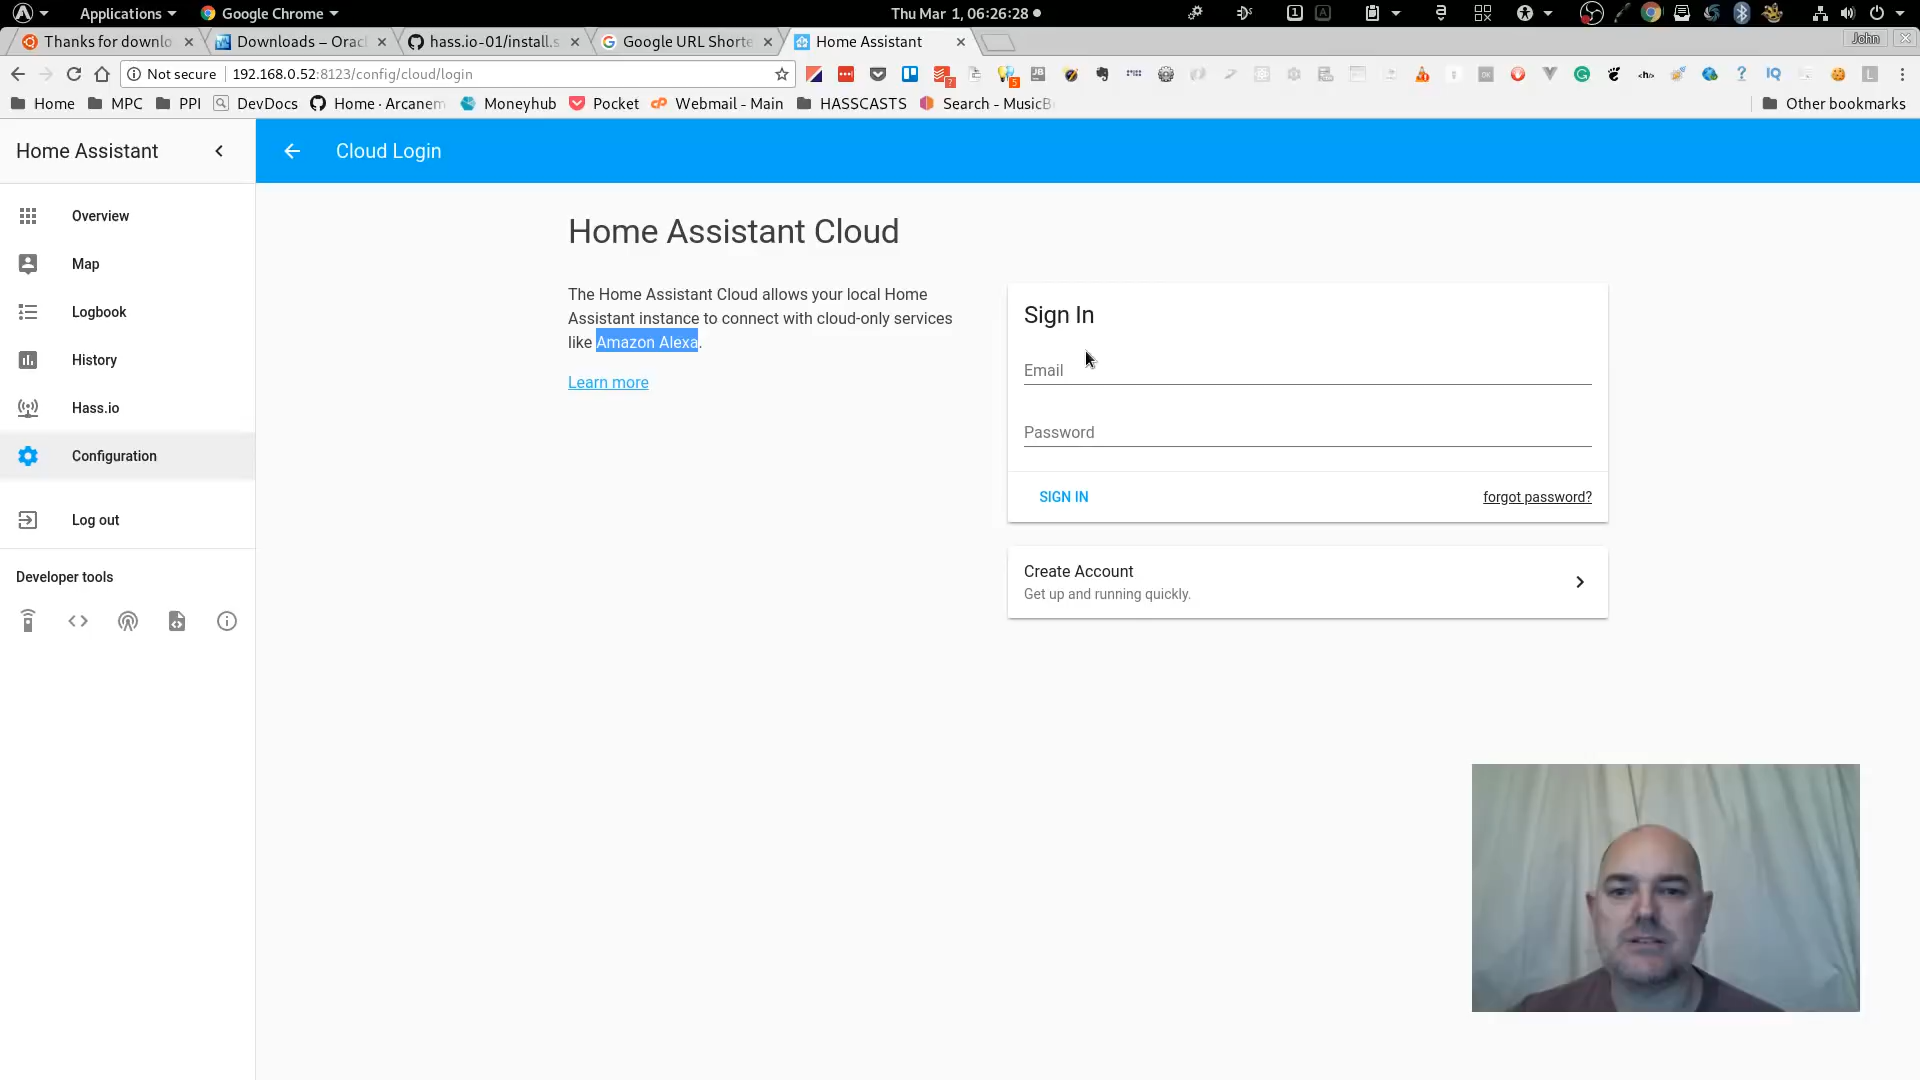 Applications
Google Chrome
Thu Mar 1, 06:26:28
1
A
Thanks for downlo
Downloads – Orac
hass.io-01/install.s
Google URL Shorte
Home Assistant
John
Not secure
192.168.0.52:8123/config/cloud/login
Home
MPC
PPI
DevDocs
Home · Arcanem
Moneyhub
Pocket
Webmail - Main
HASSCASTS
Search - MusicB
Other bookmarks
Home Assistant
Cloud Login
Overview
Map
Logbook
History
Hass.io
Configuration
Log out
Developer tools
Home Assistant Cloud
The Home Assistant Cloud allows your local Home
Assistant instance to connect with cloud-only services
like Amazon Alexa.
Learn more
Sign In
Email
Password
SIGN IN
forgot password?
Create Account
Get up and running quickly.